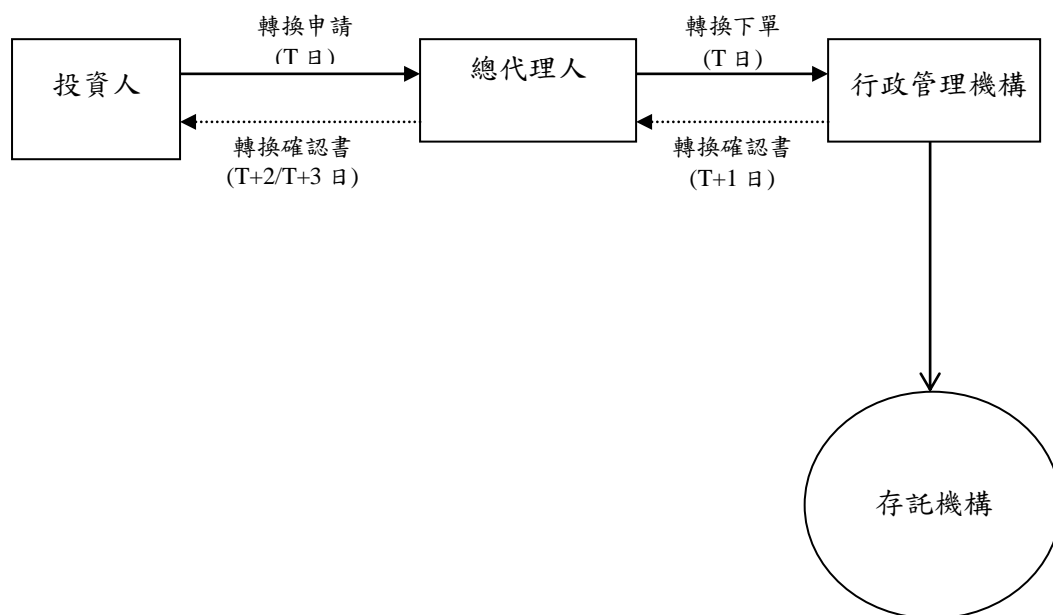 轉換申請
(T 日)
轉換下單
(T 日)
投資人
總代理人
行政管理機構
轉換確認書
(T+2/T+3 日)
轉換確認書
(T+1 日)
存託機構